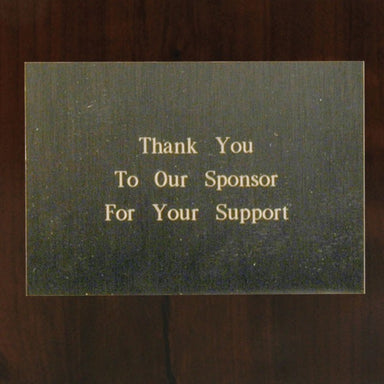 Thank You
To Our Sponsor
For Your Support